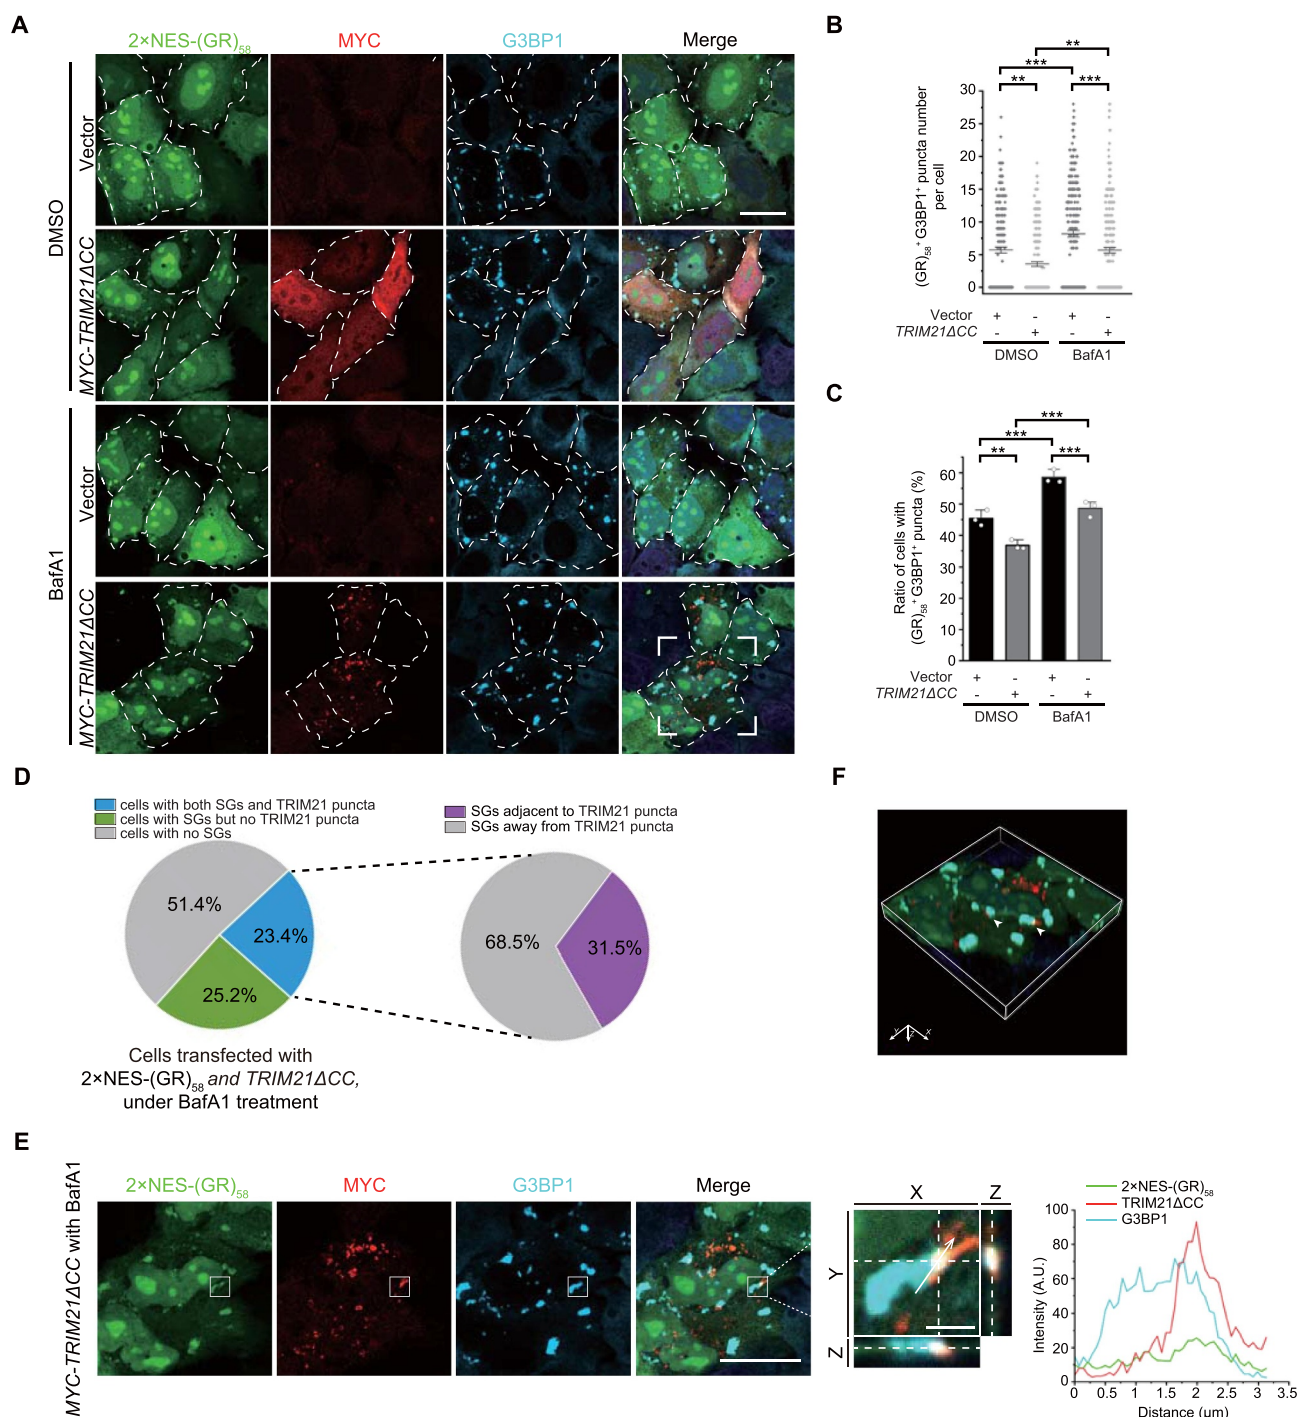 A
2×NES-(GR)58 MYC G3BP1 Merge
DMSO
Vector
MYC-TRIM21ΔCC
BafA1
Vector
MYC-TRIM21ΔCC
B
**
***
** ***
(GR)58+ G3BP1+ puncta number
per cell
30
25
20
15
10
5
0
Vector + - + -
TRIM21ΔCC - + - +
DMSO BafA1
C
***
***
** ***
Ratio of cells with
(GR)58+ G3BP1+ puncta (%)
60
50
40
30
20
10
0
Vector + - + -
TRIM21ΔCC - + - +
DMSO BafA1
D
cells with both SGs and TRIM21 puncta
cells with SGs but no TRIM21 puncta
cells with no SGs
51.4%
23.4%
25.2%
SGs adjacent to TRIM21 puncta
SGs away from TRIM21 puncta
68.5%
31.5%
Cells transfected with
2×NES-(GR)58 and TRIM21ΔCC,
under BafA1 treatment
F
Y Z X
E
MYC-TRIM21ΔCC with BafA1
2×NES-(GR)58 MYC G3BP1 Merge
X Z
Y
Z
2×NES-(GR)58
TRIM21ΔCC
G3BP1
Intensity (A.U.)
100
80
60
40
20
0
0 0.5 1 1.5 2 2.5 3 3.5
Distance (um)